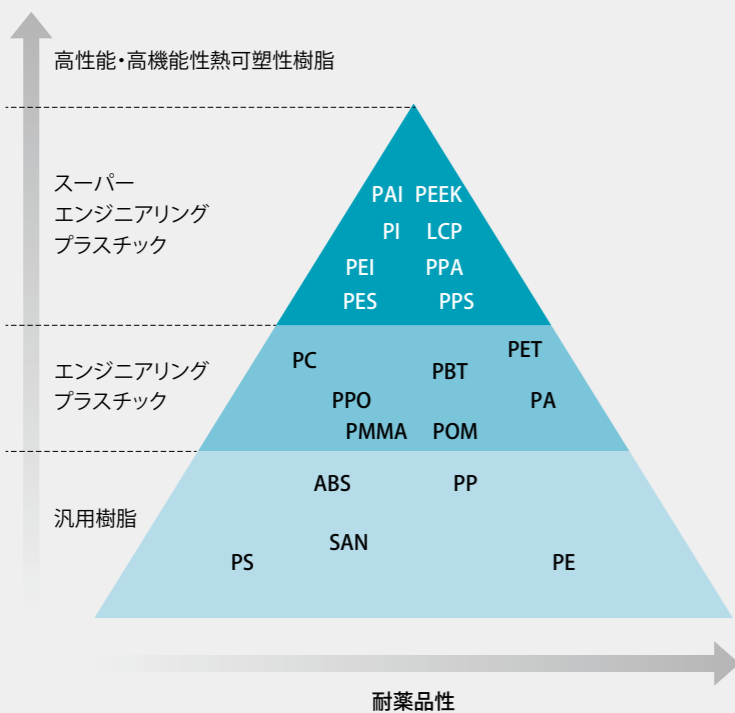 高性能・高機能性熱可塑性樹脂
スーパー
エンジニアリング
プラスチック
PAI PEEK
PI LCP
PEI PPA
PES PPS
エンジニアリング
プラスチック
PC PBT PET
PPO PA
PMMA POM
汎用樹脂
ABS PP
SAN
PS PE
耐薬品性